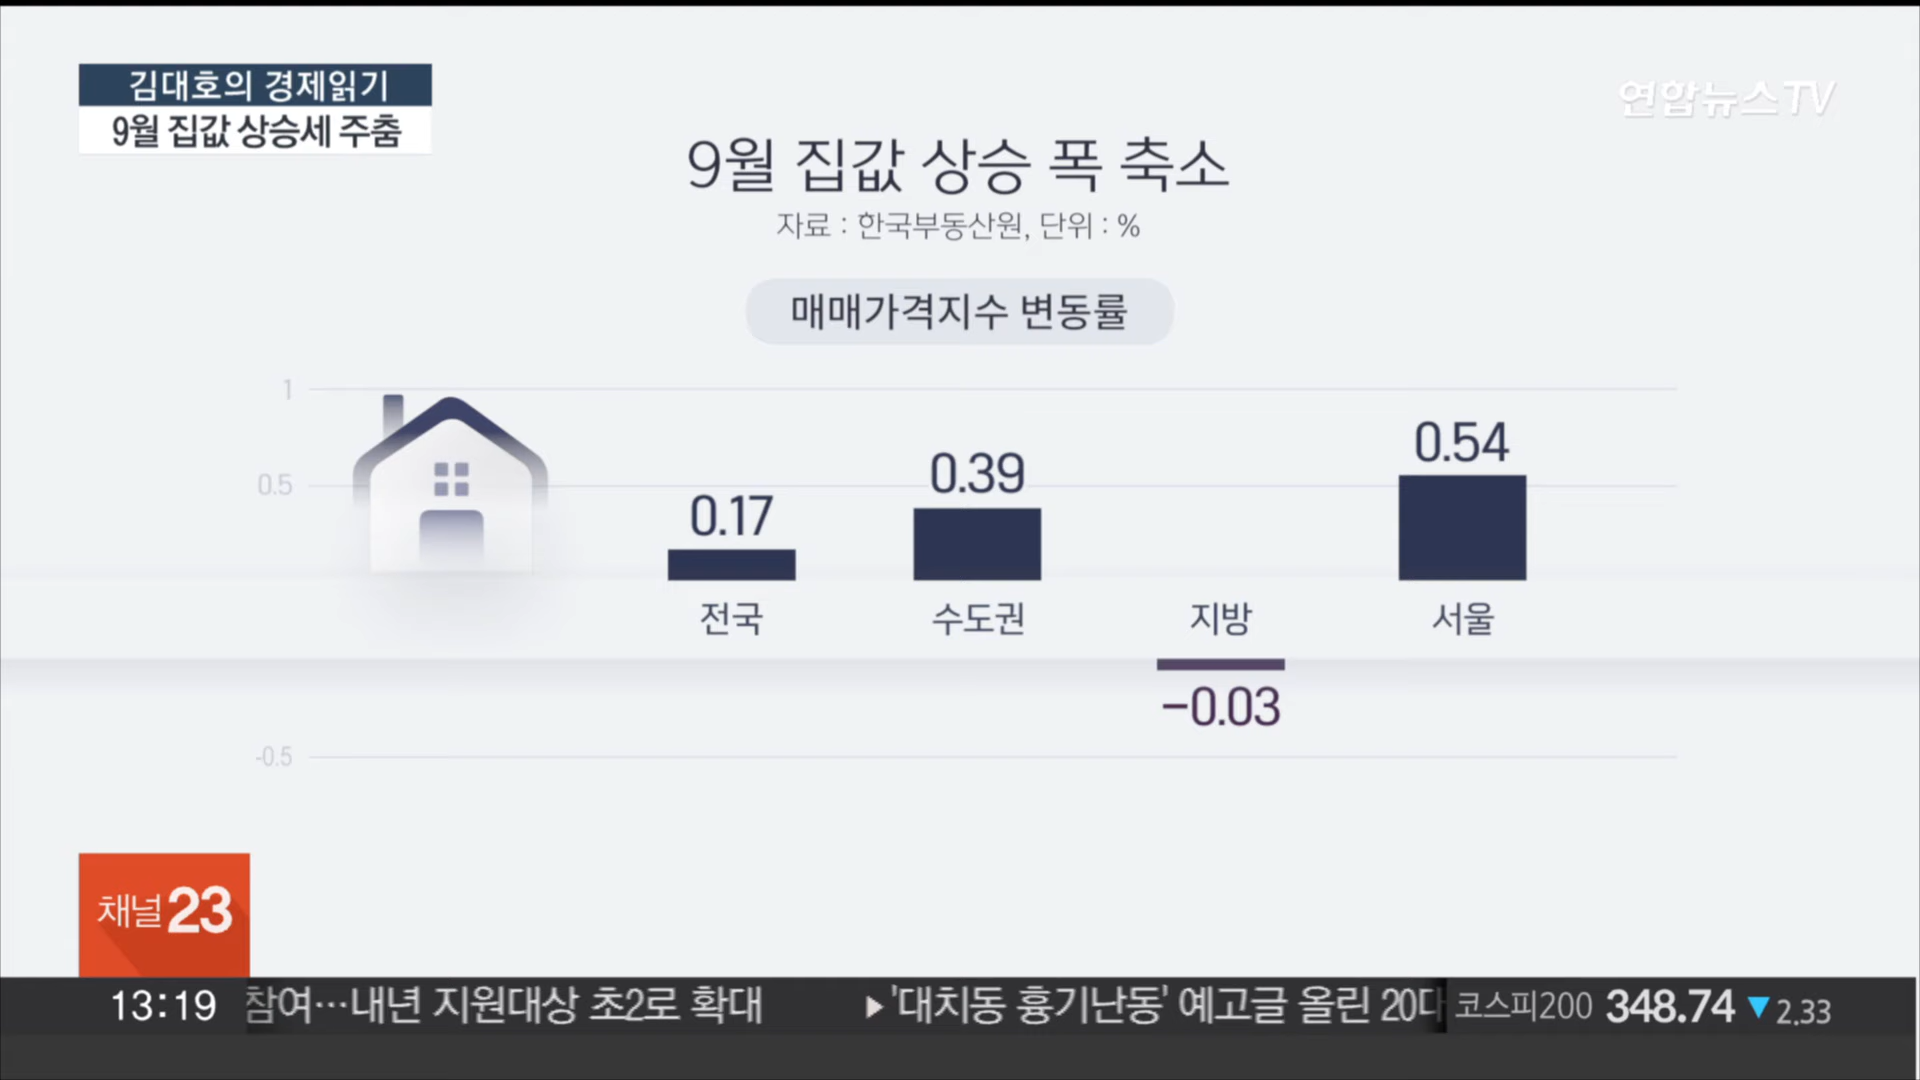 김대호의 경제읽기
9월 집값 상승세 주춤
연합뉴스TV
9월 집값 상승 폭 축소
자료 : 한국부동산원, 단위 : %
매매가격지수 변동률
1
0.5
-0.5
0.17
0.39
-0.03
0.54
전국
수도권
지방
서울
채널23
13:19
참여…내년 지원대상 초2로 확대
▶'대치동 흉기난동' 예고글 올린 20대
코스피200 348.74 ▼2.33